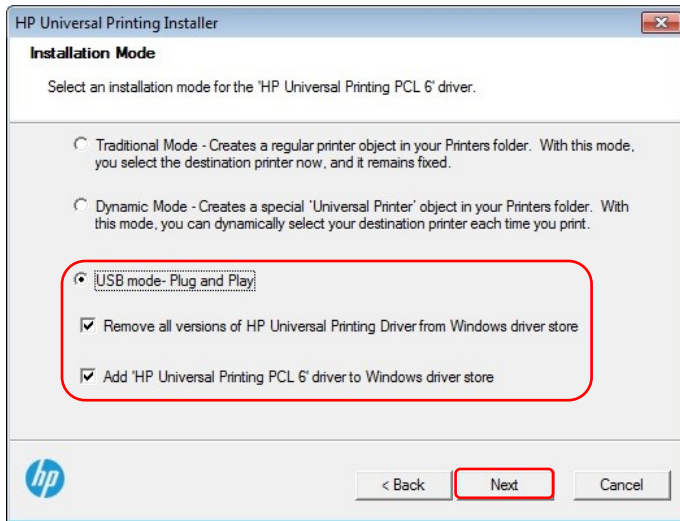 HP Universal Printing Installer
Installation Mode
Select an installation mode for the 'HP Universal Printing PCL 6' driver.
Traditional Mode - Creates a regular printer object in your Printers folder.  With this mode,
you select the destination printer now, and it remains fixed.
Dynamic Mode - Creates a special 'Universal Printer' object in your Printers folder.  With
this mode, you can dynamically select your destination printer each time you print.
USB mode- Plug and Play
Remove all versions of HP Universal Printing Driver from Windows driver store
Add 'HP Universal Printing PCL 6' driver to Windows driver store
hp
< Back
Next
Cancel